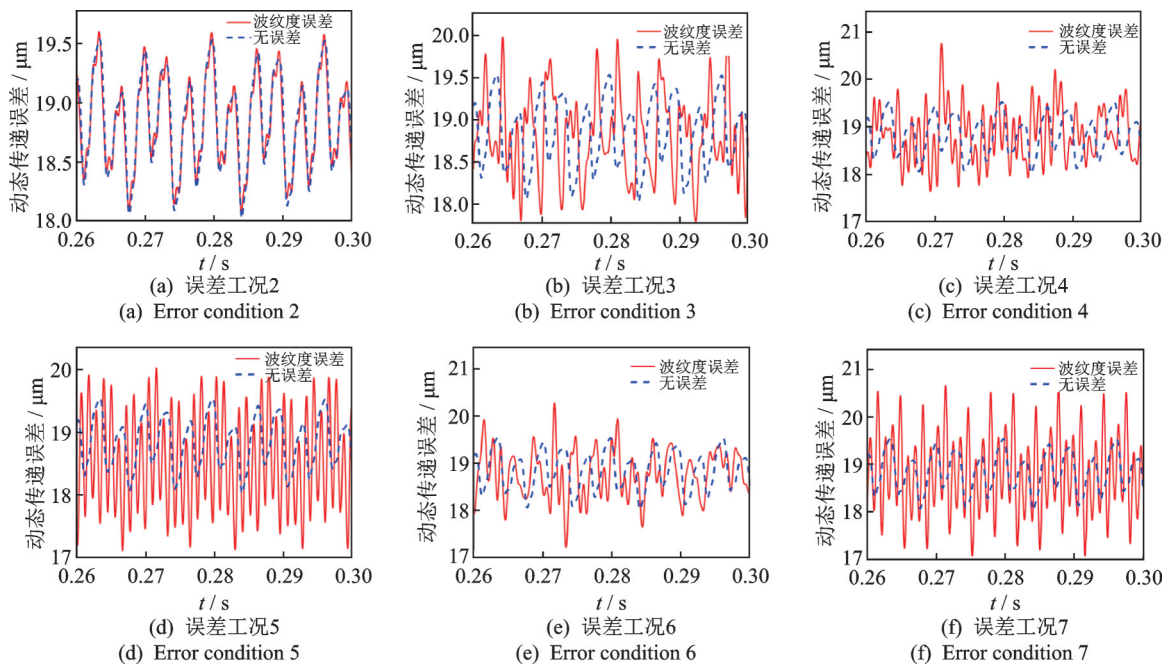 动态传递误差 / μm
波纹度误差
无误差
19.5
19.0
18.5
18.0
0.26 0.27 0.28 0.29 0.30
t / s
(a) 误差工况2
(a) Error condition 2
动态传递误差 / μm
波纹度误差
无误差
20.0
19.5
19.0
18.5
18.0
0.26 0.27 0.28 0.29 0.30
t / s
(b) 误差工况3
(b) Error condition 3
动态传递误差 / μm
波纹度误差
无误差
21
20
19
18
17
0.26 0.27 0.28 0.29 0.30
t / s
(c) 误差工况4
(c) Error condition 4
动态传递误差 / μm
波纹度误差
无误差
20
19
18
17
0.26 0.27 0.28 0.29 0.30
t / s
(d) 误差工况5
(d) Error condition 5
动态传递误差 / μm
波纹度误差
无误差
21
20
19
18
17
0.26 0.27 0.28 0.29 0.30
t / s
(e) 误差工况6
(e) Error condition 6
动态传递误差 / μm
波纹度误差
无误差
21
20
19
18
17
0.26 0.27 0.28 0.29 0.30
t / s
(f) 误差工况7
(f) Error condition 7